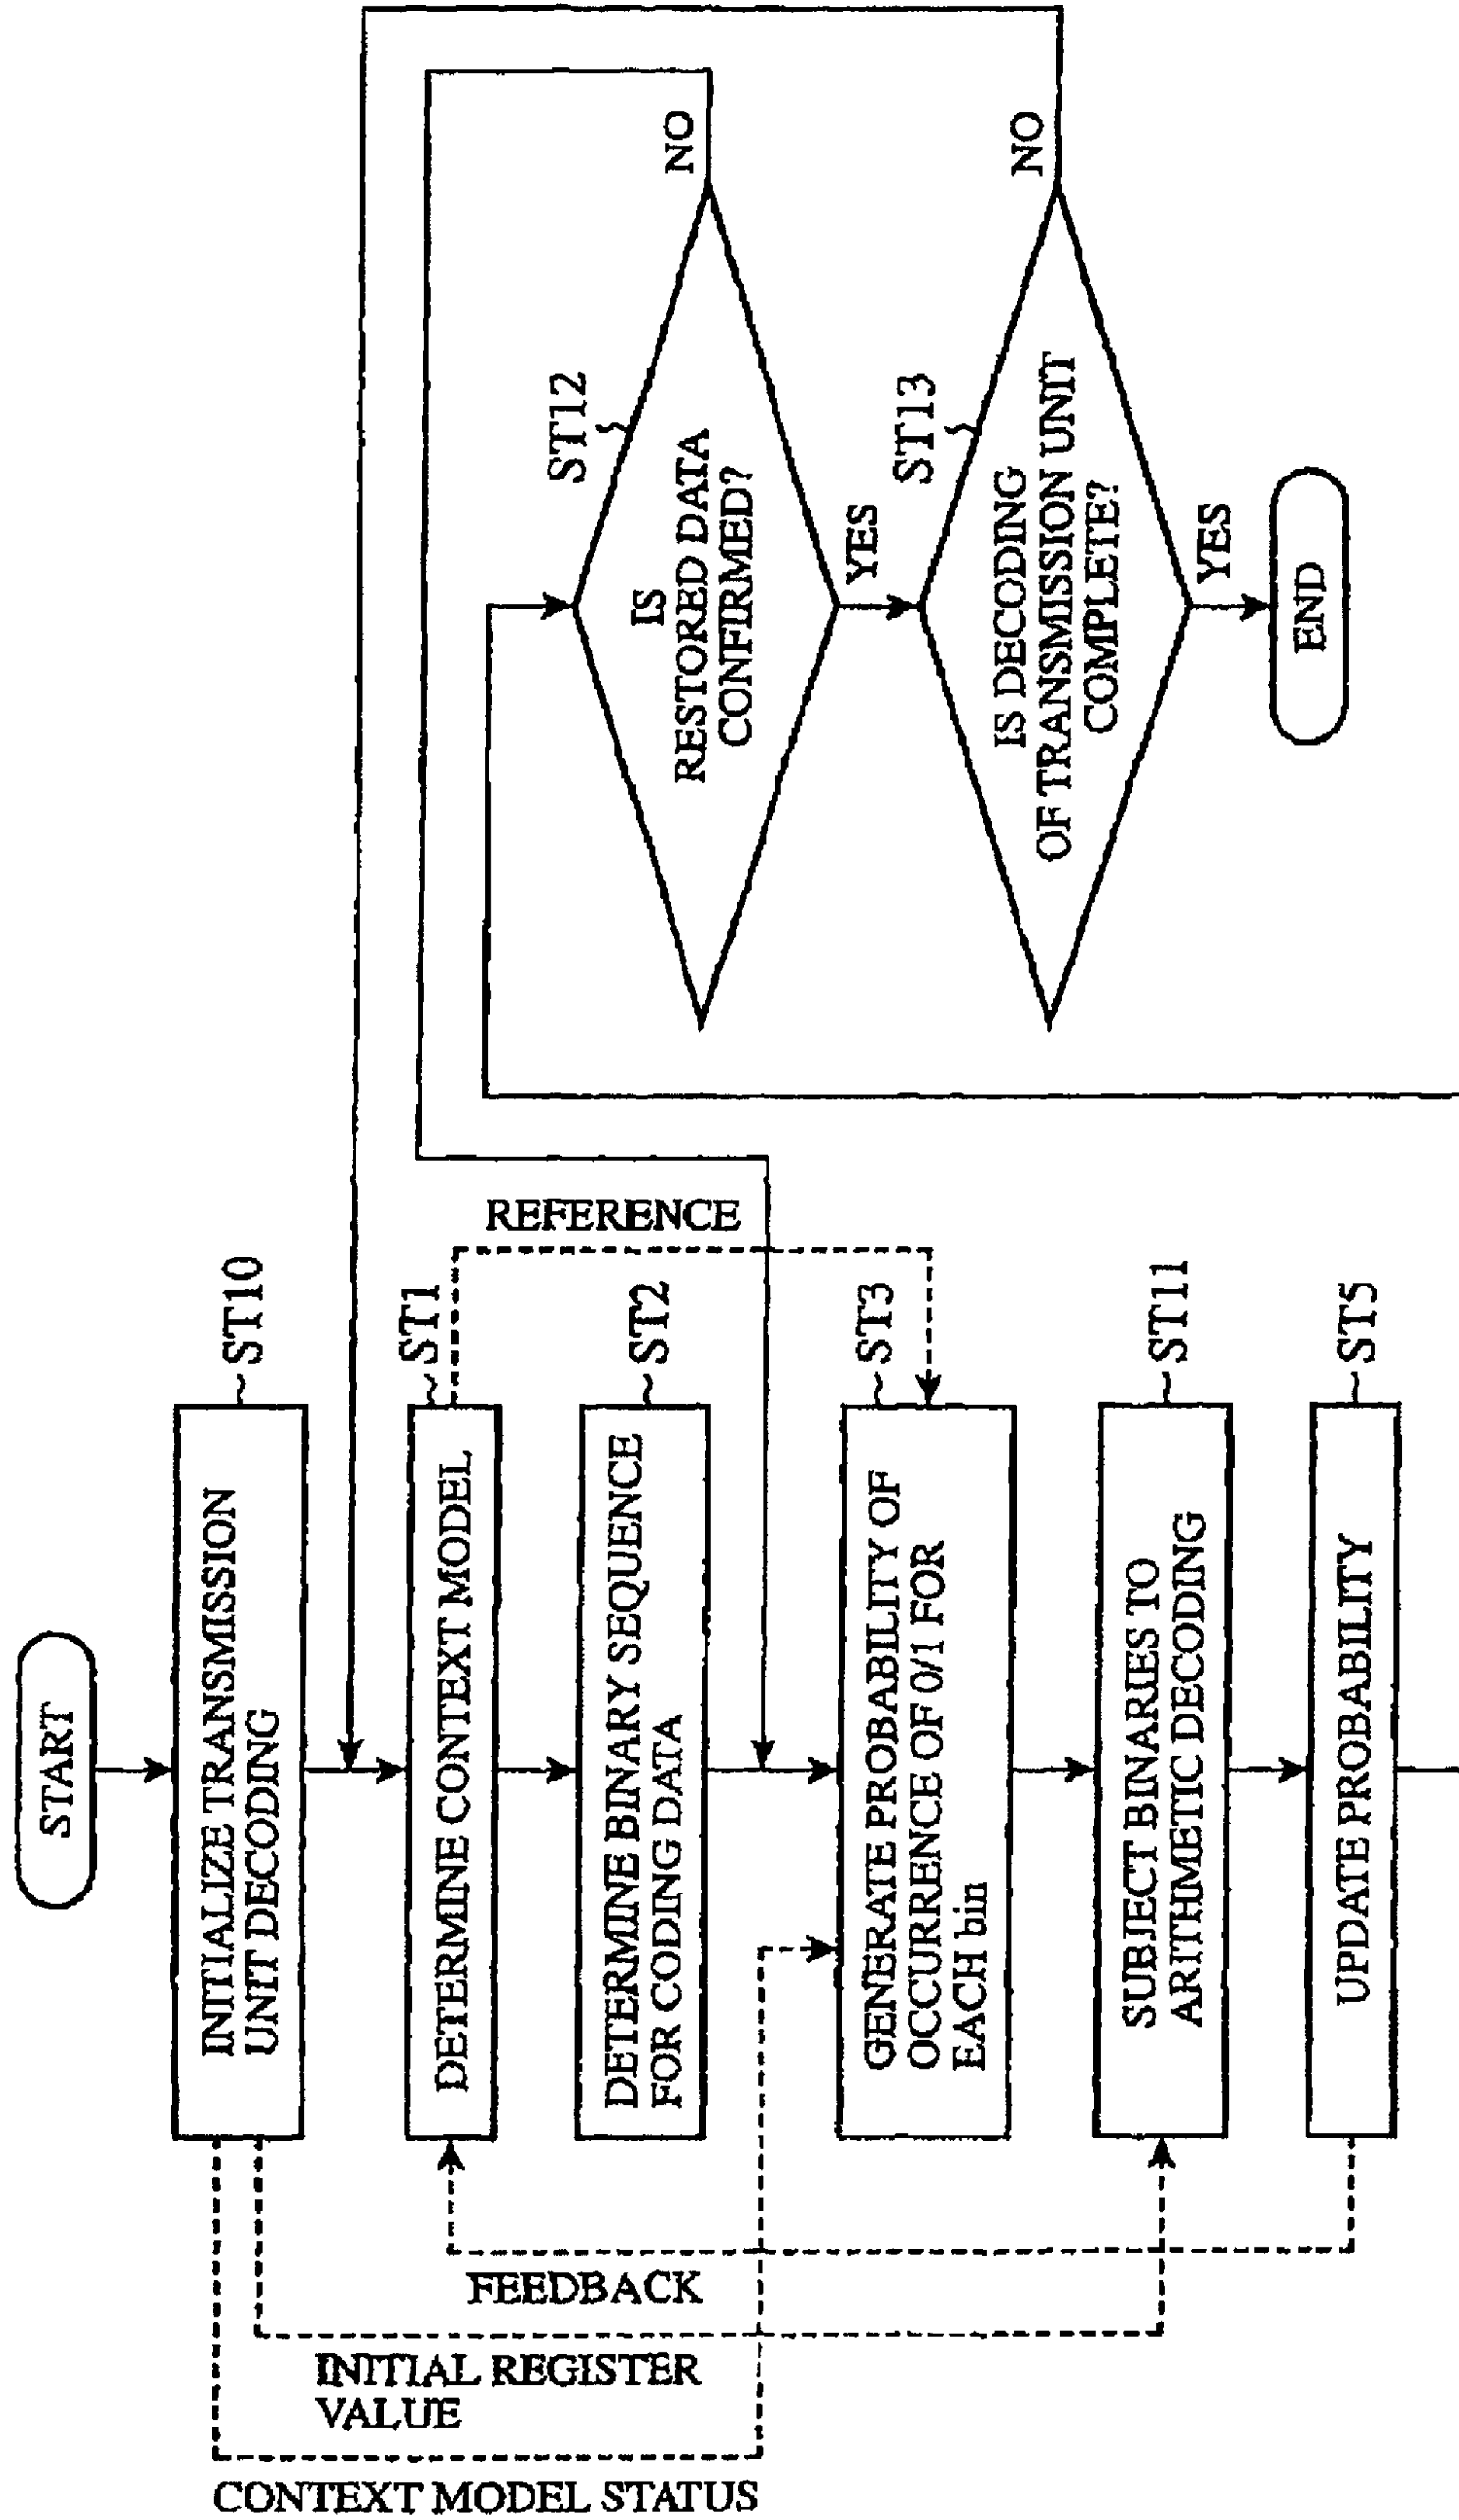 START
INITIALIZE TRANSMISSION
UNIT DECODING
ST10
DETERMINE CONTEXT MODEL
ST1
REFERENCE
DETERMINE BINARY SEQUENCE
FOR CODING DATA
ST2
GENERATE PROBABILITY OF
OCCURRENCE OF 0/1 FOR
EACH bin
ST3
SUBJECT BINARIES TO
ARITHMETIC DECODING
ST11
UPDATE PROBABILITY
ST5
FEEDBACK
INITIAL REGISTER
VALUE
CONTEXT MODEL STATUS
IS
RESTORED DATA
CONFIRMED?
ST12
NO
YES
IS DECODING
OF TRANSMISSION UNIT
COMPLETE?
ST13
NO
YES
END